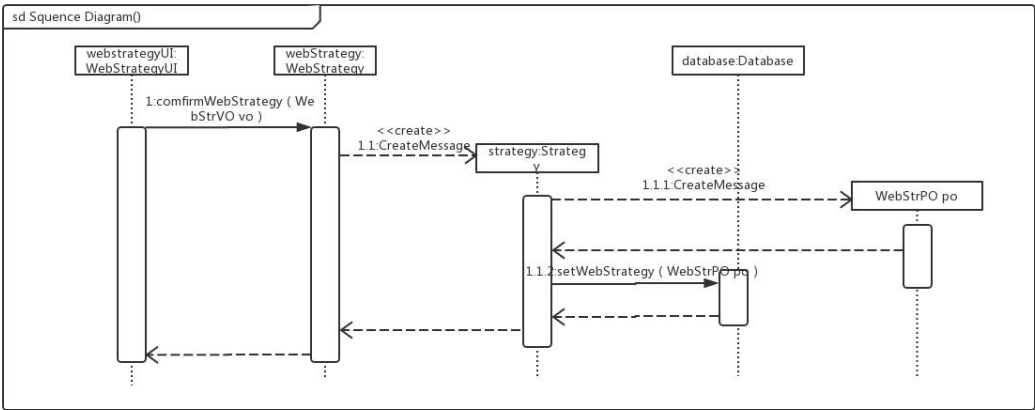 sd Squence Diagram()
webstrategyUI:
WebStrategyUI
webStrategy:
WebStrategy
database:Database
1:comfirmWebStrategy ( We
bStrVO vo )
<<create>>
1.1:CreateMessage
strategy:Strateg
y
<<create>>
1.1.1:CreateMessage
WebStrPO po
1.1.2:setWebStrategy ( WebStrPO po )